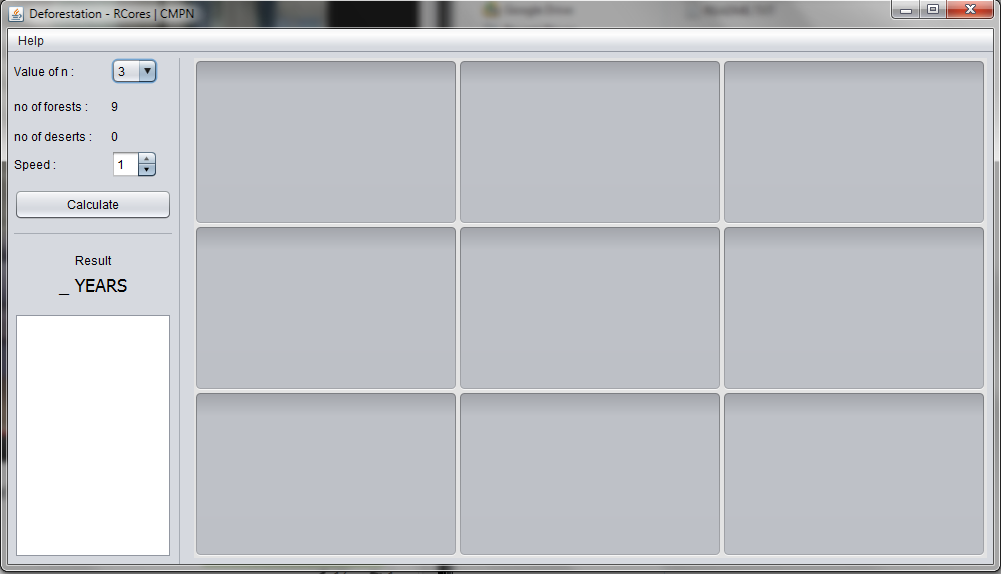 Deforestation - RCores | CMPN
Help
Value of n : 3
no of forests : 9
no of deserts : 0
Speed : 1
Calculate
Result
_ YEARS